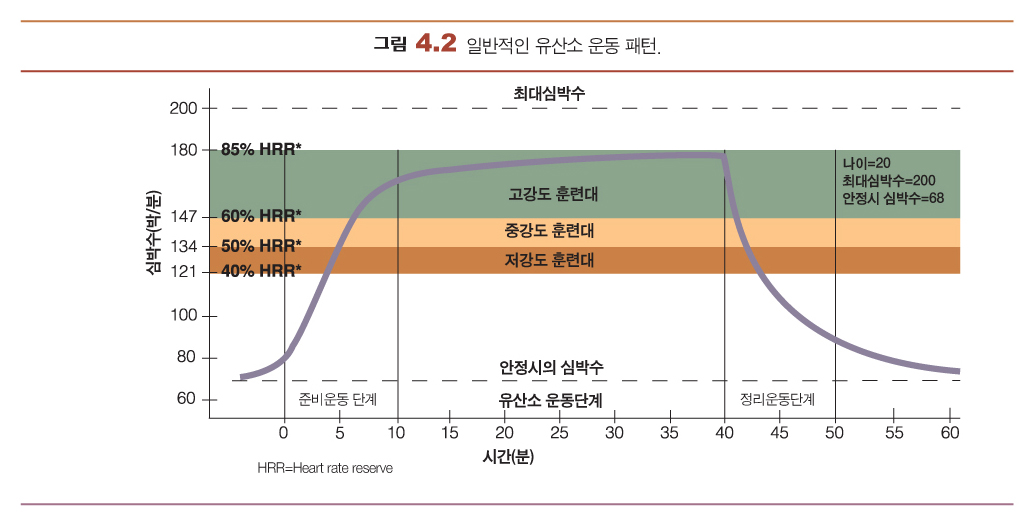 그림 4.2 일반적인 유산소 운동 패턴.
최대심박수
200
180
85% HRR*
나이=20
최대심박수=200
안정시 심박수=68
고강도 훈련대
147
60% HRR*
중강도 훈련대
134
50% HRR*
저강도 훈련대
121
40% HRR*
심박수(박/분)
100
80
안정시의 심박수
60
준비운동 단계
유산소 운동단계
정리운동단계
0 5 10 15 20 25 30 35 40 45 50 55 60
시간(분)
HRR=Heart rate reserve